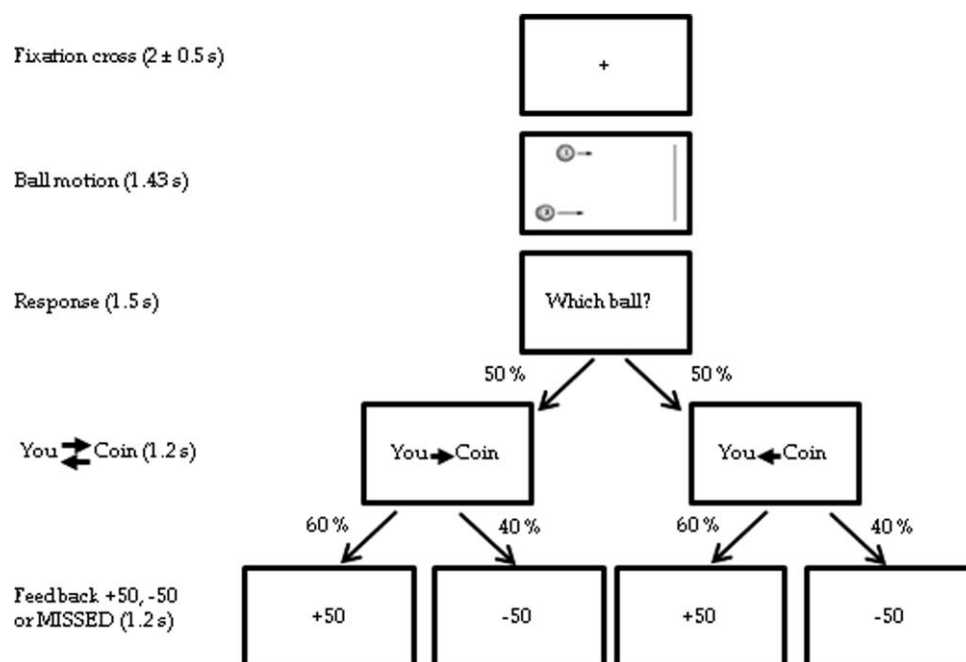 Fixation cross (2 ± 0.5 s)
+
Ball motion (1.43 s)
1
2
Response (1.5 s)
Which ball?
50 %
50 %
You Coin (1.2 s)
You Coin
You Coin
60 %
40 %
60 %
40 %
Feedback +50, -50
or MISSED (1.2 s)
+50
-50
+50
-50